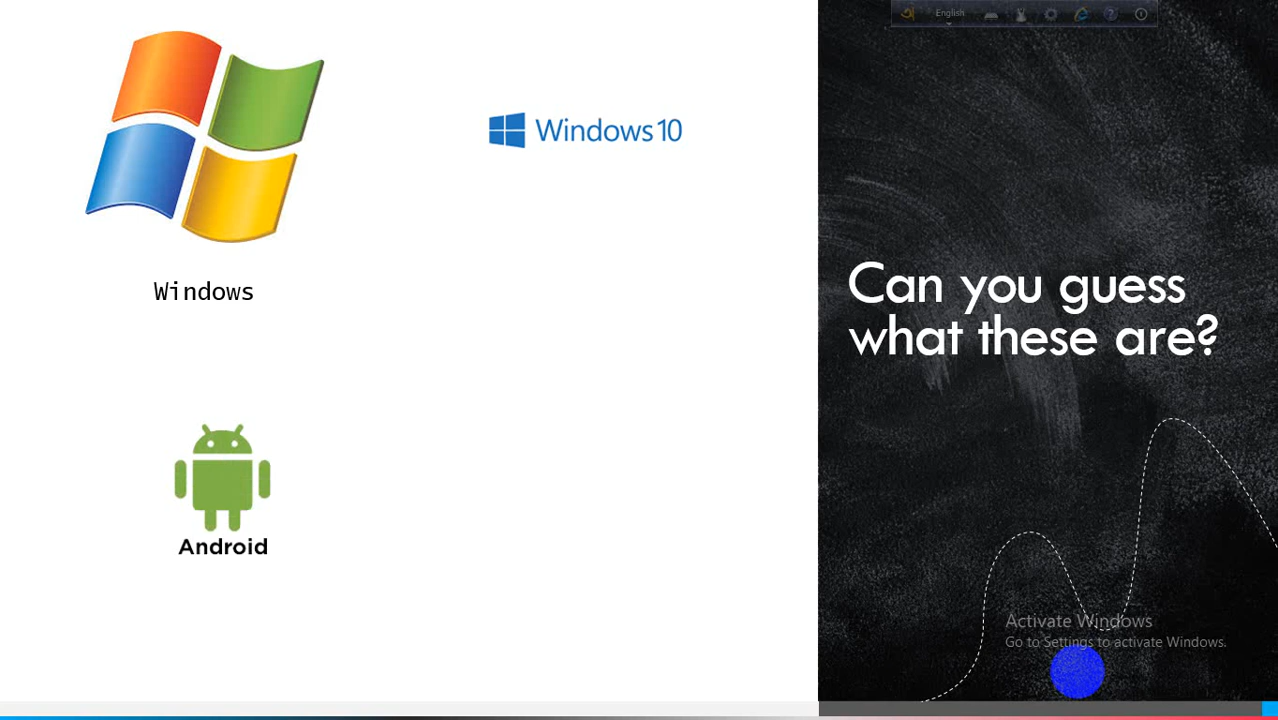 অ English ?
Windows 10
Windows
Can you guess
what these are?
Android
Activate Windows
Go to Settings to activate Windows.